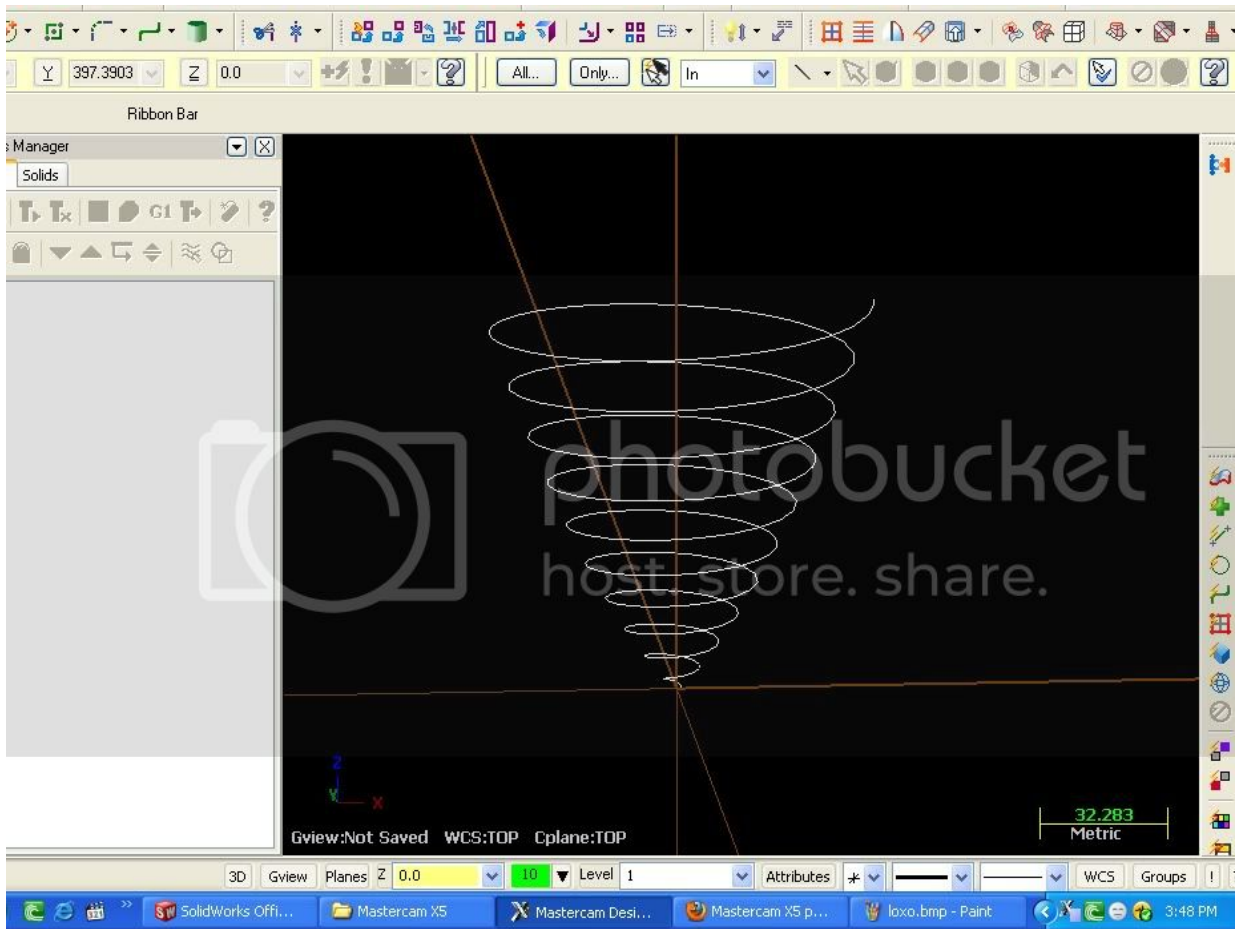 Y 397.3903 Z 0.0 All... Only... In
Ribbon Bar
s Manager
Solids
G1
photobucket
host. store. share.
Z
Y X
32.283
Metric
Gview:Not Saved WCS:TOP Cplane:TOP
3D Gview Planes Z 0.0 10 Level 1 Attributes WCS Groups !
SolidWorks Offi... Mastercam X5 Mastercam Desi... Mastercam X5 p... loxo.bmp - Paint 3:48 PM